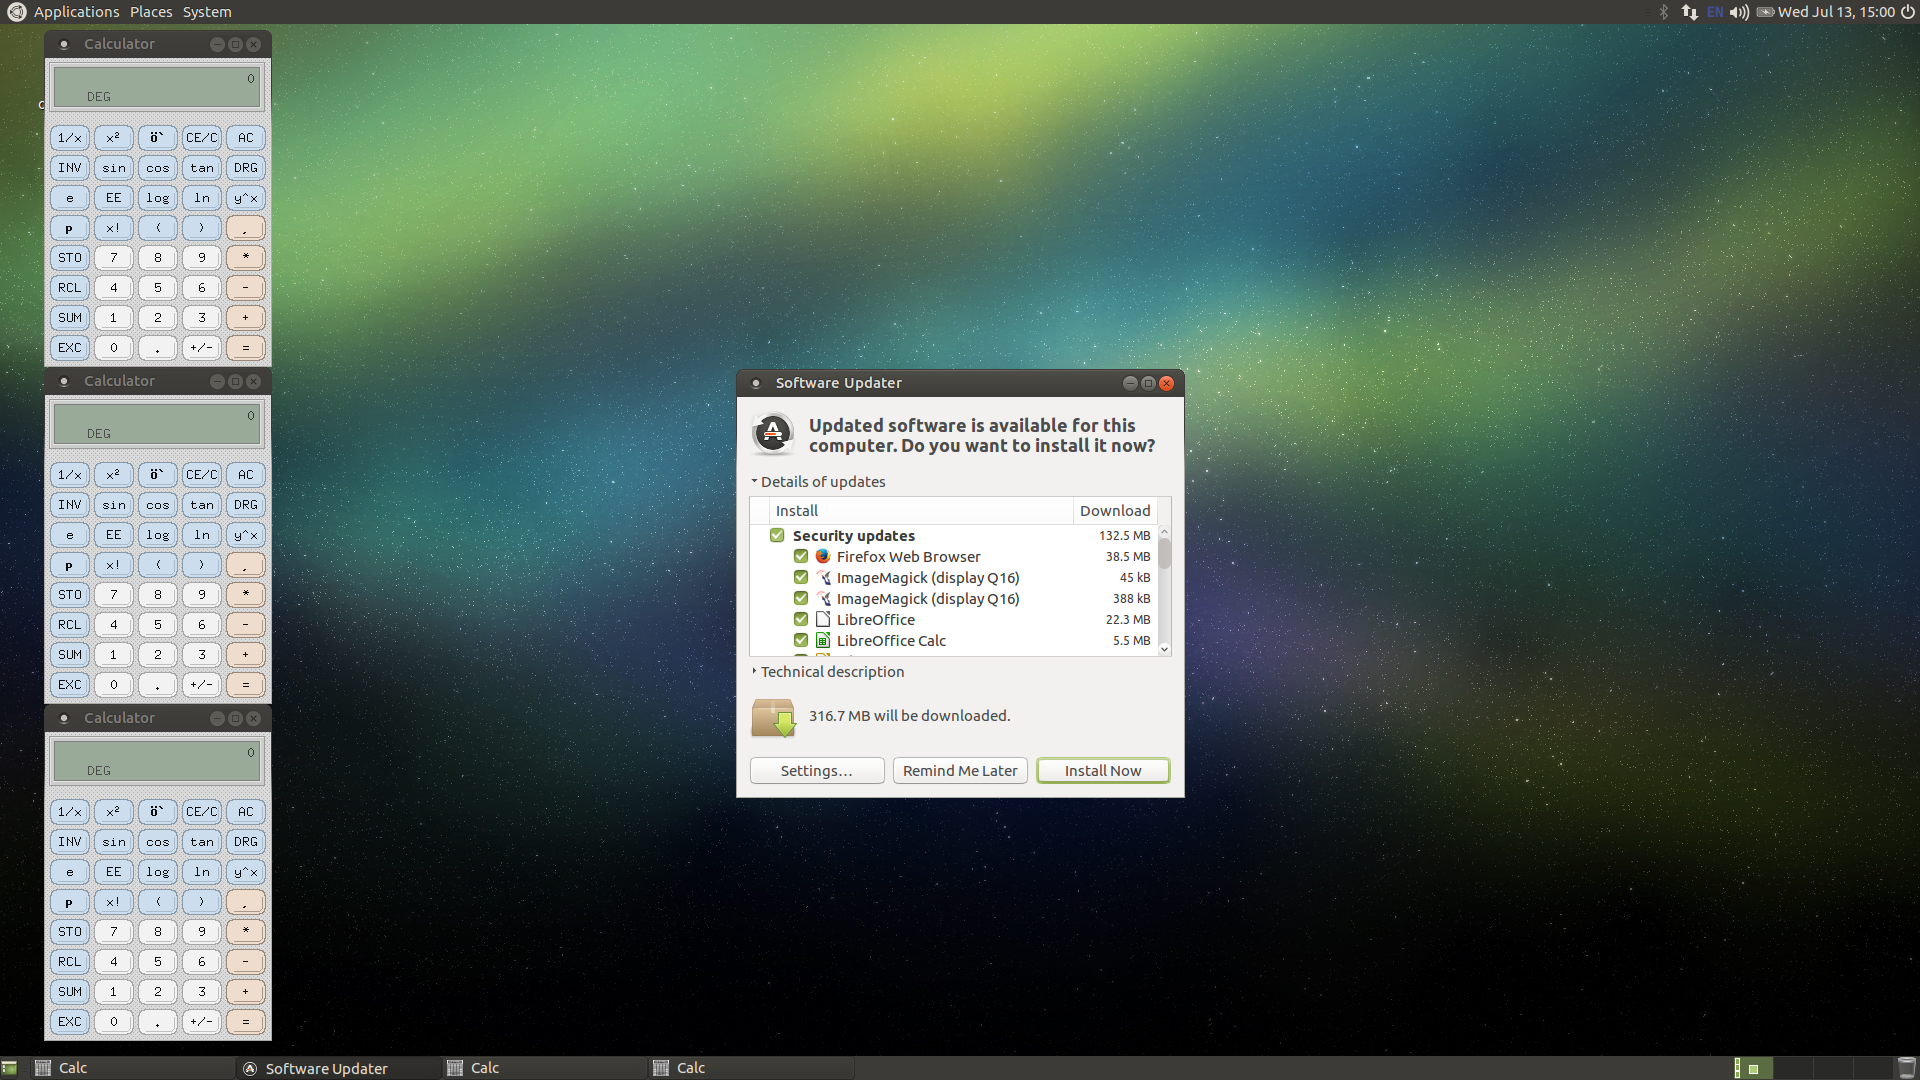 Applications Places System
EN Wed Jul 13, 15:00
Calculator
0
DEG
1/x x² ö` CE/C AC
INV sin cos tan DRG
e EE log ln y^x
p x! ( ) ,
STO 7 8 9 *
RCL 4 5 6 -
SUM 1 2 3 +
EXC 0 . +/- =
Calculator
0
DEG
1/x x² ö` CE/C AC
INV sin cos tan DRG
e EE log ln y^x
p x! ( ) ,
STO 7 8 9 *
RCL 4 5 6 -
SUM 1 2 3 +
EXC 0 . +/- =
Calculator
0
DEG
1/x x² ö` CE/C AC
INV sin cos tan DRG
e EE log ln y^x
p x! ( ) ,
STO 7 8 9 *
RCL 4 5 6 -
SUM 1 2 3 +
EXC 0 . +/- =
Software Updater
Updated software is available for this
computer. Do you want to install it now?
Details of updates
Install Download
Security updates 132.5 MB
Firefox Web Browser 38.5 MB
ImageMagick (display Q16) 45 kB
ImageMagick (display Q16) 388 kB
LibreOffice 22.3 MB
LibreOffice Calc 5.5 MB
Technical description
316.7 MB will be downloaded.
Settings... Remind Me Later Install Now
Calc Software Updater Calc Calc